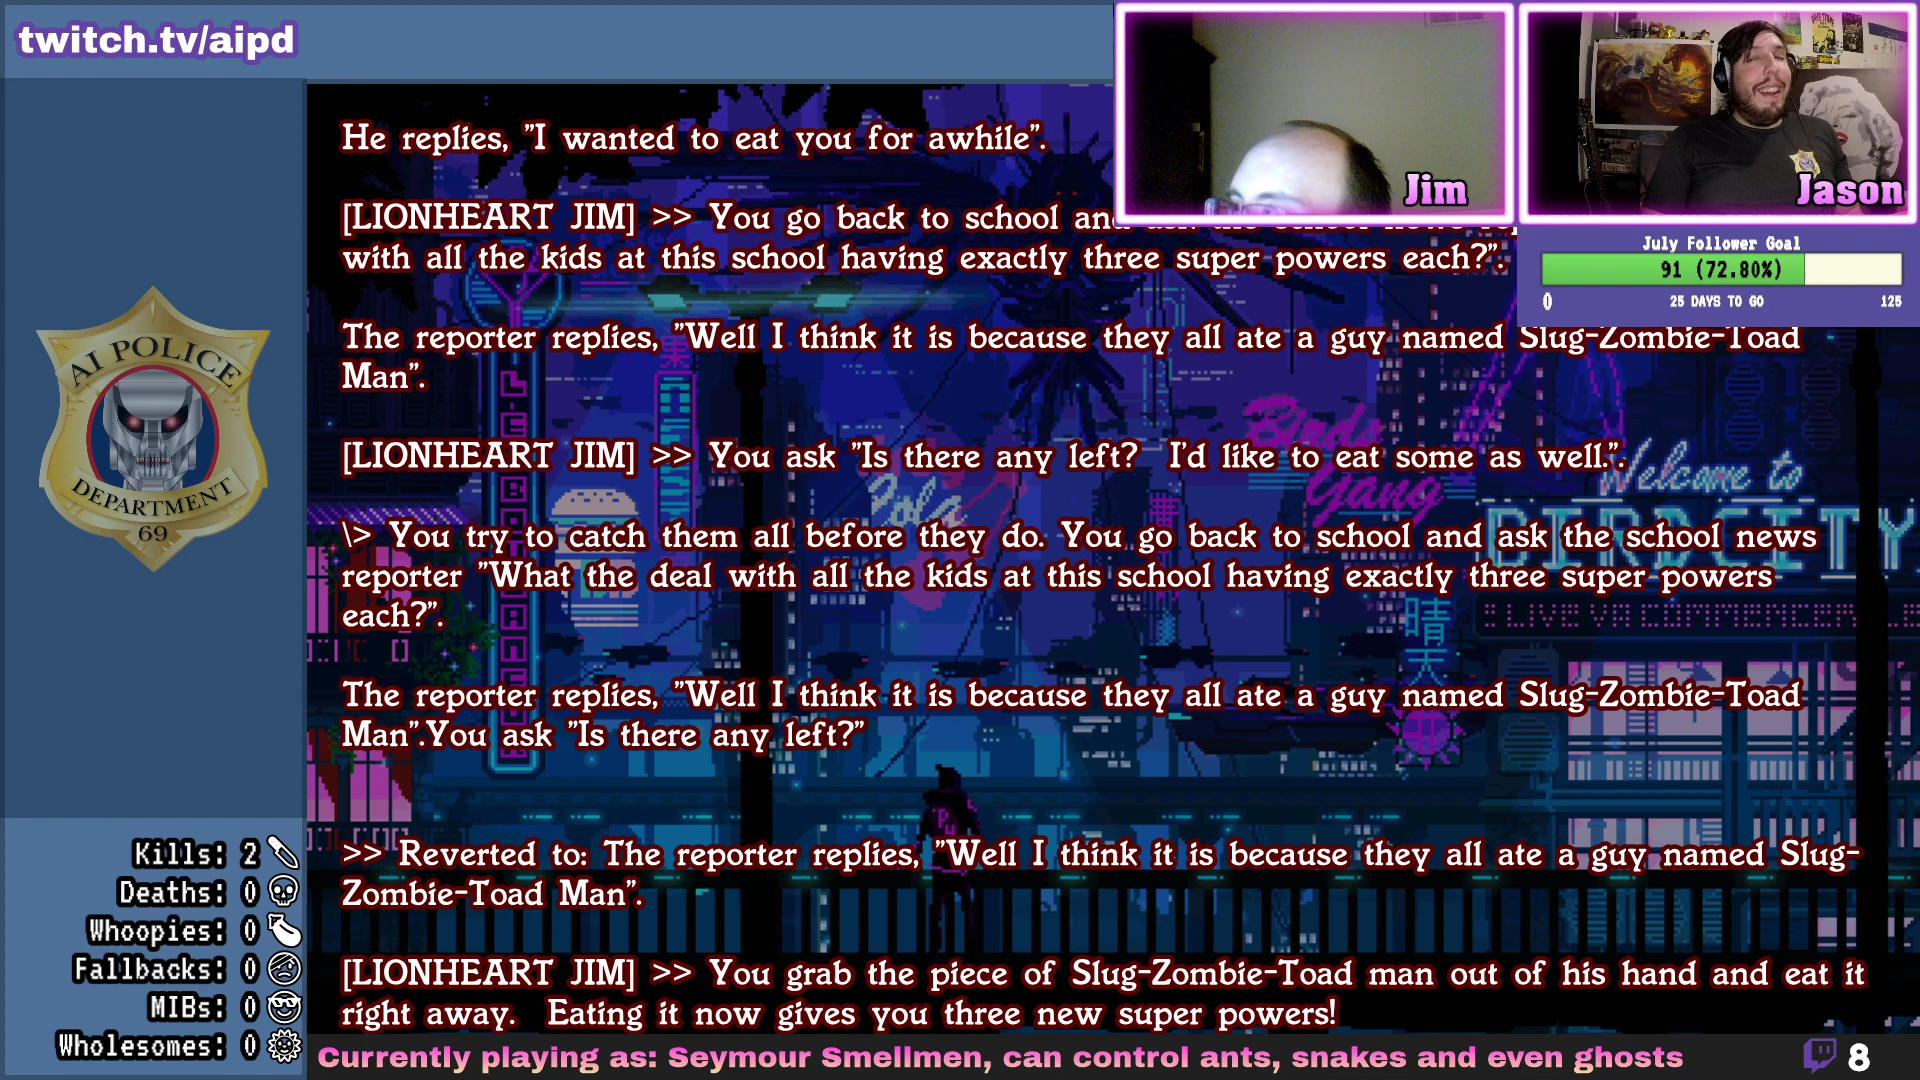 twitch.tv/aipd
He replies, "I wanted to eat you for awhile".
[LIONHEART JIM] >> You go back to school and
with all the kids at this school having exactly three super powers each?".
The reporter replies, "Well I think it is because they all ate a guy named Slug-Zombie-Toad
Man".
[LIONHEART JIM] >> You ask "Is there any left?  I'd like to eat some as well.".
\> You try to catch them all before they do. You go back to school and ask the school news
reporter "What the deal with all the kids at this school having exactly three super powers
each?".
The reporter replies, "Well I think it is because they all ate a guy named Slug-Zombie-Toad
Man".You ask "Is there any left?"
>> Reverted to: The reporter replies, "Well I think it is because they all ate a guy named Slug-
Zombie-Toad Man".
[LIONHEART JIM] >> You grab the piece of Slug-Zombie-Toad man out of his hand and eat it
right away.  Eating it now gives you three new super powers!
Jim
Jason
July Follower Goal
91 (72.80%)
0
25 DAYS TO GO
125
AI POLICE
DEPARTMENT
69
Birds
Gang
Welcome to
BIRDCITY
晴
天
Kills: 2
Deaths: 0
Whoopies: 0
Fallbacks: 0
MIBs: 0
Wholesomes: 0
Currently playing as: Seymour Smellmen, can control ants, snakes and even ghosts
8